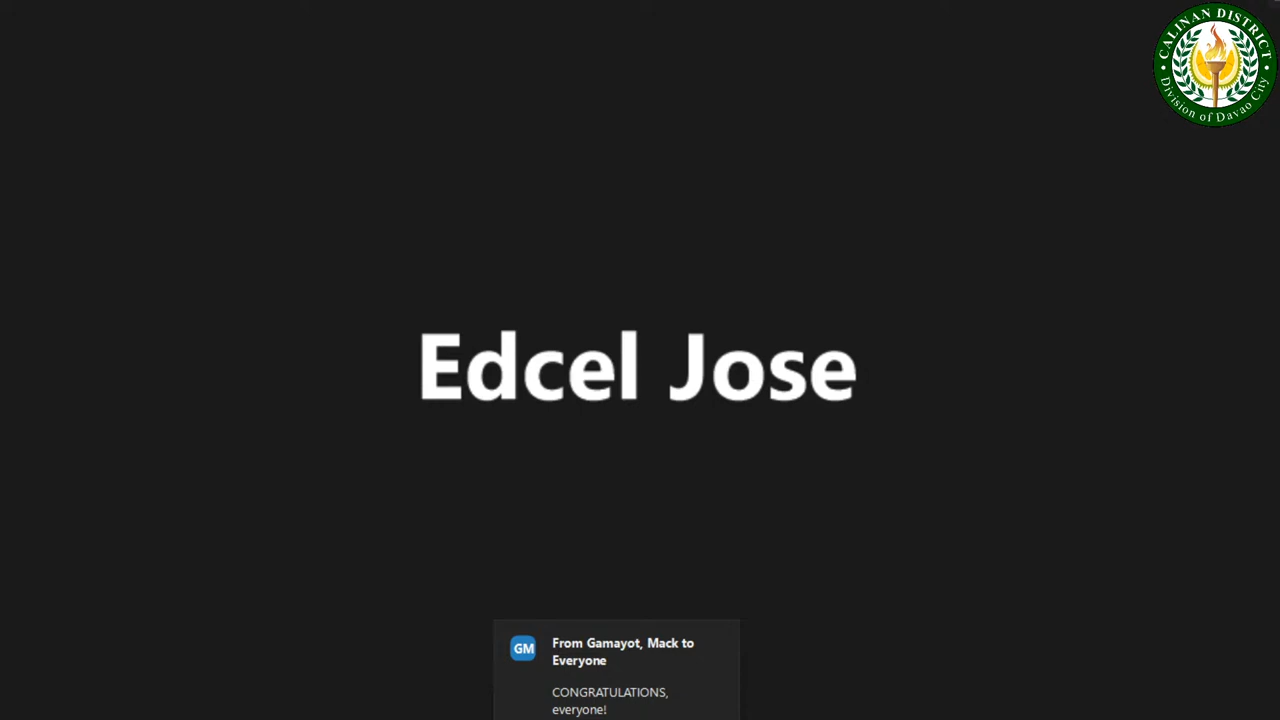 CALINAN DISTRICT
Division of Davao City
Edcel Jose
GM
From Gamayot, Mack to
Everyone
CONGRATULATIONS,
everyone!